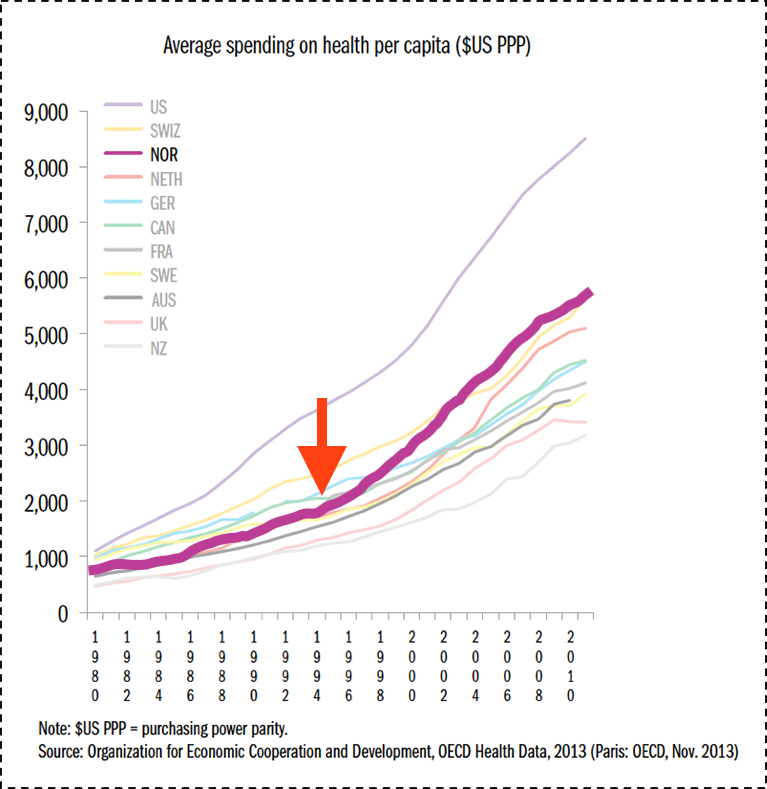 Average spending on health per capita ($US PPP)
9,000
8,000
7,000
6,000
5,000
4,000
3,000
2,000
1,000
0
US
SWIZ
NOR
NETH
GER
CAN
FRA
SWE
AUS
UK
NZ
1980 1982 1984 1986 1988 1990 1992 1994 1996 1998 2000 2002 2004 2006 2008 2010
Note: $US PPP = purchasing power parity.
Source: Organization for Economic Cooperation and Development, OECD Health Data, 2013 (Paris: OECD, Nov. 2013)